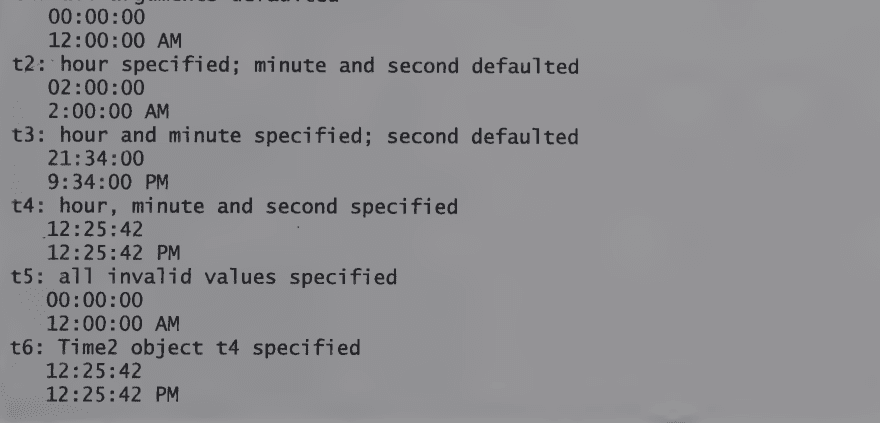 arguments defaulted
00:00:00
12:00:00 AM
t2: hour specified; minute and second defaulted
02:00:00
2:00:00 AM
t3: hour and minute specified; second defaulted
21:34:00
9:34:00 PM
t4: hour, minute and second specified
12:25:42
12:25:42 PM
t5: all invalid values specified
00:00:00
12:00:00 AM
t6: Time2 object t4 specified
12:25:42
12:25:42 PM